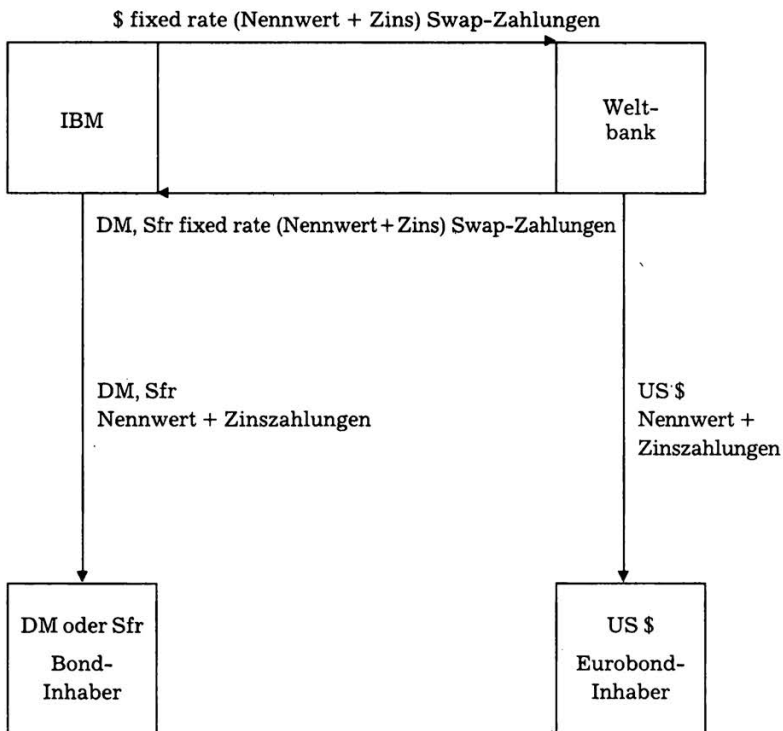 $ fixed rate (Nennwert + Zins) Swap-Zahlungen
IBM
Welt-
bank
DM, Sfr fixed rate (Nennwert + Zins) Swap-Zahlungen
DM, Sfr
Nennwert + Zinszahlungen
US $
Nennwert +
Zinszahlungen
DM oder Sfr
Bond-
Inhaber
US $
Eurobond-
Inhaber